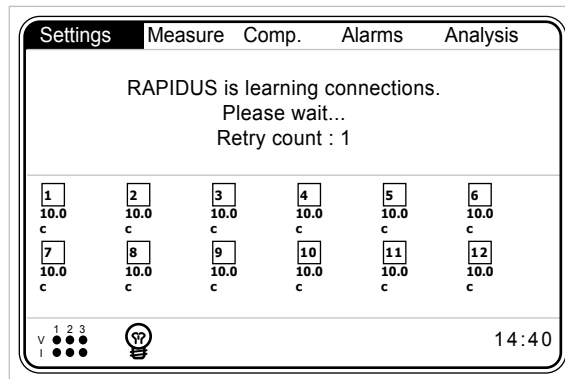 Settings Measure Comp. Alarms Analysis
RAPIDUS is learning connections.
Please wait...
Retry count : 1
1 2 3 4 5 6
10.0 10.0 10.0 10.0 10.0 10.0
c c c c c c
7 8 9 10 11 12
10.0 10.0 10.0 10.0 10.0 10.0
c c c c c c
1 2 3
V
I
14:40